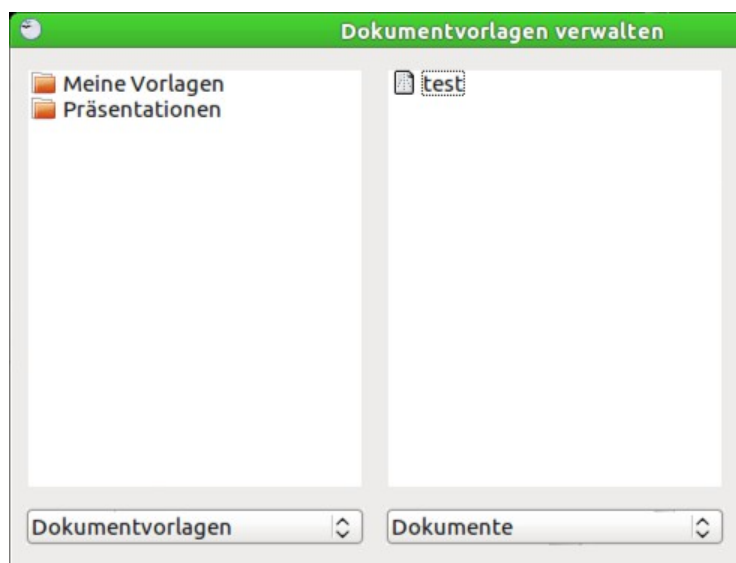 Dokumentvorlagen verwalten
Meine Vorlagen
Präsentationen
test
Dokumentvorlagen
Dokumente